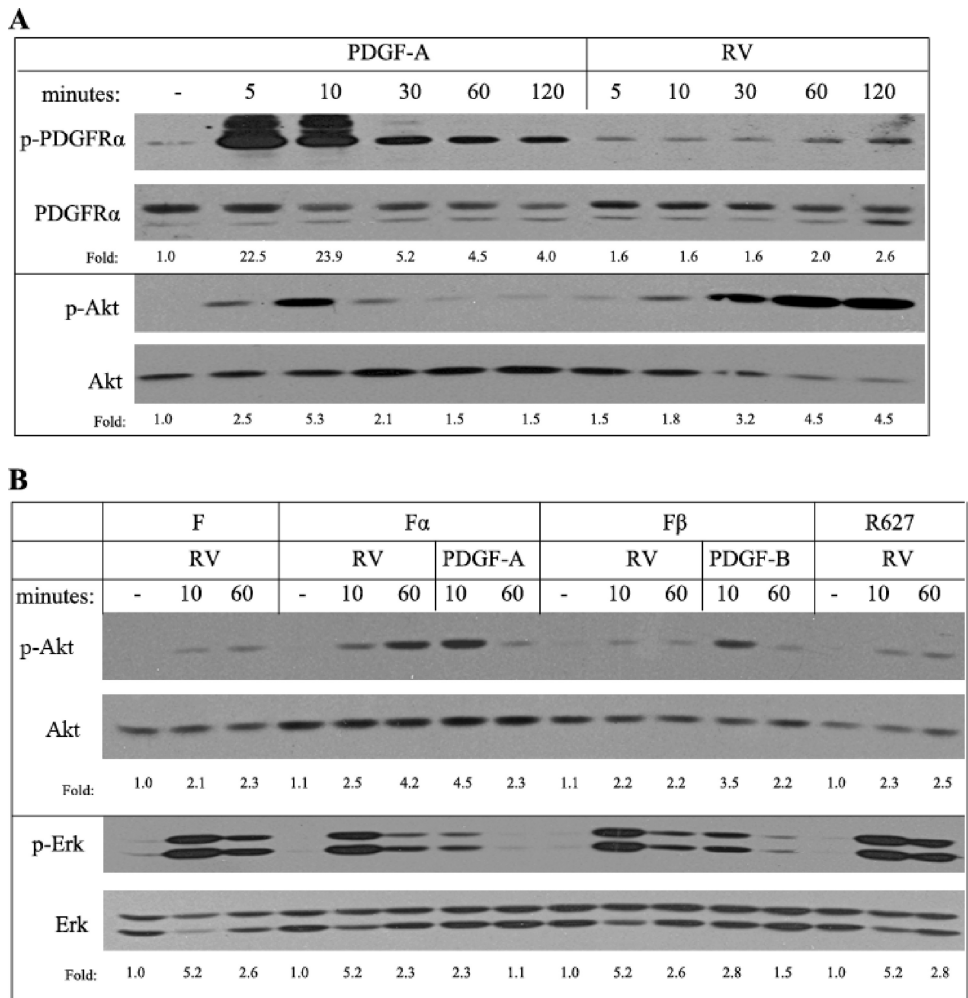 A
PDGF-A RV
minutes: - 5 10 30 60 120 5 10 30 60 120
p-PDGFRα
PDGFRα
Fold: 1.0 22.5 23.9 5.2 4.5 4.0 1.6 1.6 1.6 2.0 2.6
p-Akt
Akt
Fold: 1.0 2.5 5.3 2.1 1.5 1.5 1.5 1.8 3.2 4.5 4.5
B
F Fα Fβ R627
RV RV PDGF-A RV PDGF-B RV
minutes: - 10 60 - 10 60 10 60 - 10 60 10 60 - 10 60
p-Akt
Akt
Fold: 1.0 2.1 2.3 1.1 2.5 4.2 4.5 2.3 1.1 2.2 2.2 3.5 2.2 1.0 2.3 2.5
p-Erk
Erk
Fold: 1.0 5.2 2.6 1.0 5.2 2.3 2.3 1.1 1.0 5.2 2.6 2.8 1.5 1.0 5.2 2.8